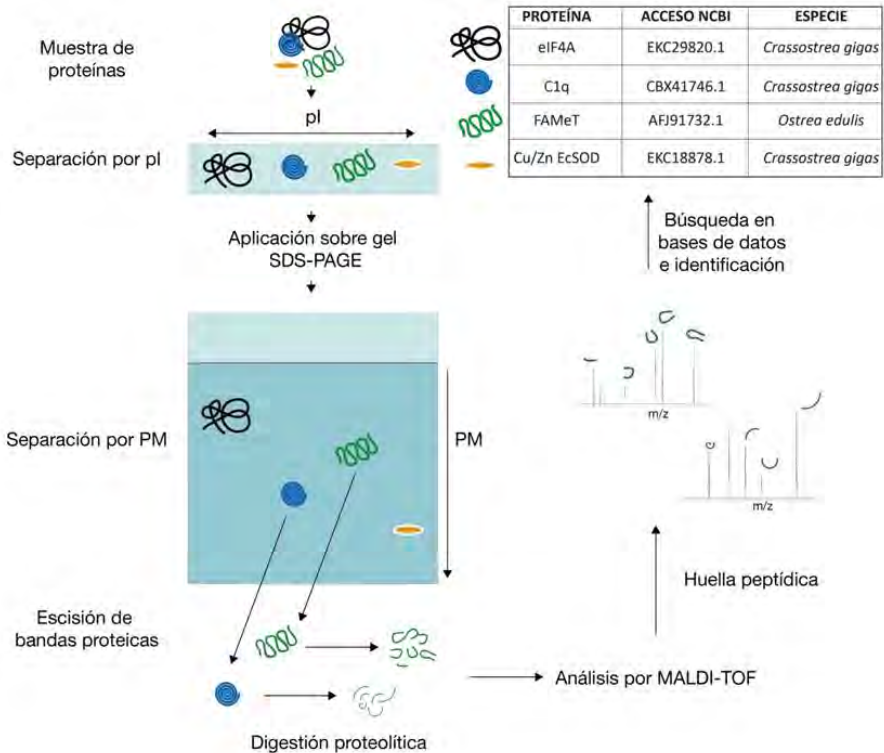 Muestra de
proteínas
pI
Separación por pI
Aplicación sobre gel
SDS-PAGE
Separación por PM
PM
Escisión de
bandas proteicas
Digestión proteolítica
Análisis por MALDI-TOF
Huella peptídica
m/z
m/z
Búsqueda en
bases de datos
e identificación
PROTEÍNA ACCESO NCBI ESPECIE
eIF4A EKC29820.1 Crassostrea gigas
C1q CBX41746.1 Crassostrea gigas
FAMeT AFJ91732.1 Ostrea edulis
Cu/Zn EcSOD EKC18878.1 Crassostrea gigas